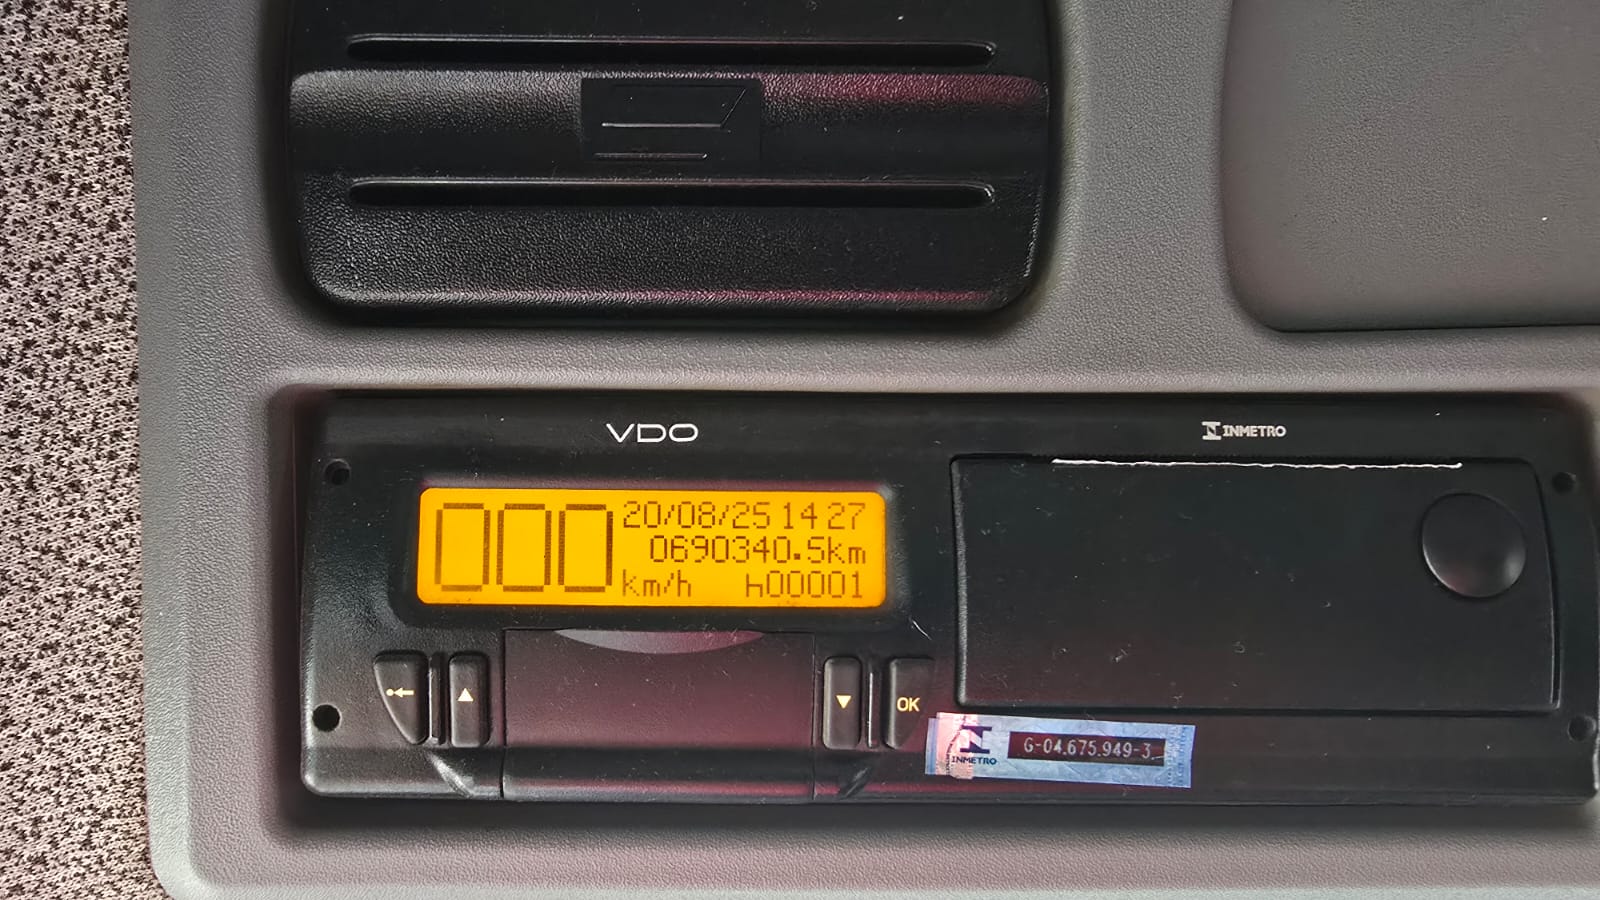 VDO
INMETRO
000
20/08/25 14 27
0690340.5km
km/h h00001
OK
INMETRO
G-04.675.949-3